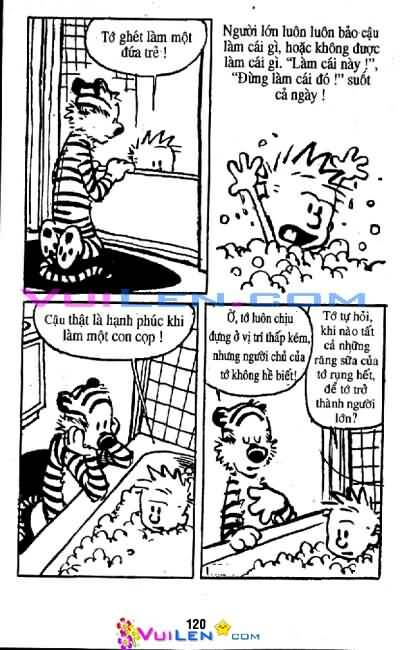 Tớ ghét làm một
đứa trẻ !
Người lớn luôn luôn bảo cậu
làm cái gì, hoặc không được
làm cái gì. “Làm cái này !”,
“Đừng làm cái đó !” suốt
cả ngày !
VuiLen.com
Cậu thật là hạnh phúc khi
làm một con cọp !
Ờ, tớ luôn chịu
đựng ở vị trí thấp kém,
nhưng người chủ của
tớ không hề biết!
Tớ tự hỏi,
khi nào tất
cả những
răng sữa của
tớ rụng hết,
để tớ trở
thành người
lớn?
120
VuiLen.com